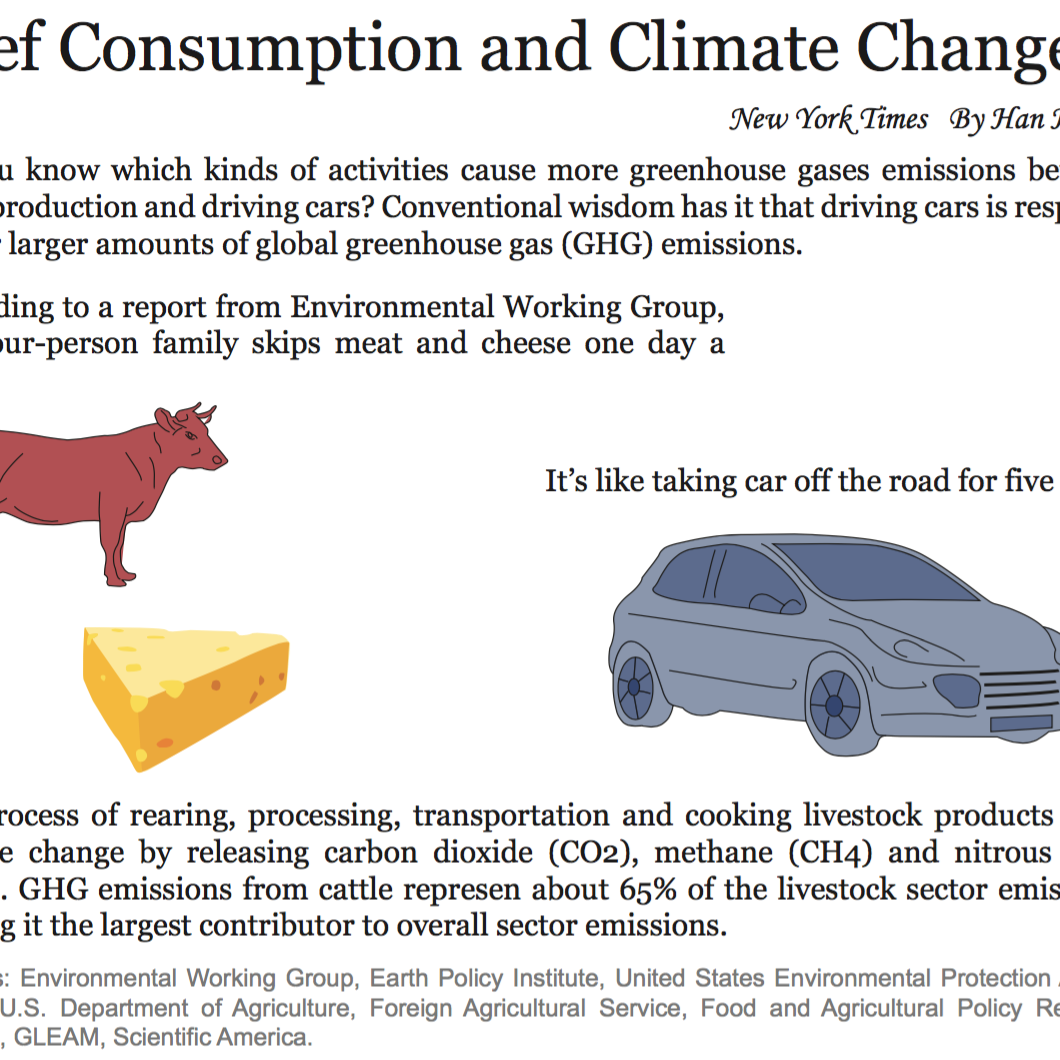 ef Consumption and Climate Change
New York Times By Han
u know which kinds of activities cause more greenhouse gases emissions be
production and driving cars? Conventional wisdom has it that driving cars is resp
larger amounts of global greenhouse gas (GHG) emissions.
ding to a report from Environmental Working Group,
our-person family skips meat and cheese one day a
It's like taking car off the road for five
rocess of rearing, processing, transportation and cooking livestock products
e change by releasing carbon dioxide (CO2), methane (CH4) and nitrous
. GHG emissions from cattle represen about 65% of the livestock sector emis
g it the largest contributor to overall sector emissions.
s: Environmental Working Group, Earth Policy Institute, United States Environmental Protection
U.S. Department of Agriculture, Foreign Agricultural Service, Food and Agricultural Policy Re
, GLEAM, Scientific America.